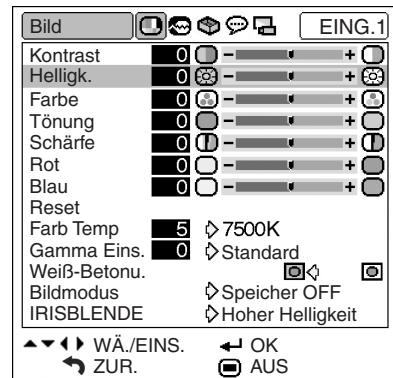 Bild EING.1
Kontrast 0 - +
Helligk. 0 - +
Farbe 0 - +
Tönung 0 - +
Schärfe 0 - +
Rot 0 - +
Blau 0 - +
Reset
Farb Temp 5 7500K
Gamma Eins. 0 Standard
Weiß-Betonu.
Bildmodus Speicher OFF
IRISBLENDE Hoher Helligkeit
WÄ./EINS. OK
ZUR. AUS